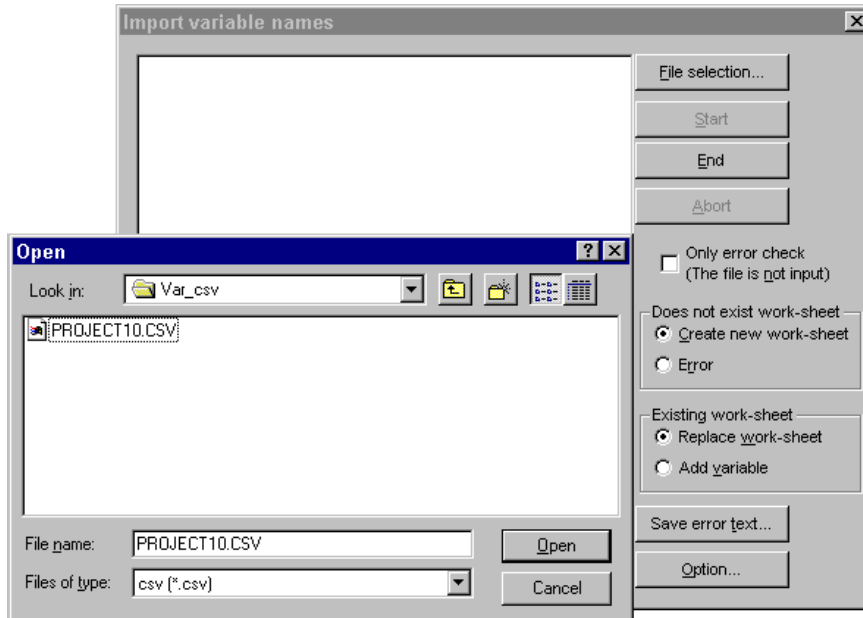 Import variable names
File selection...
Start
End
Abort
Only error check
(The file is not input)
Does not exist work-sheet
Create new work-sheet
Error
Existing work-sheet
Replace work-sheet
Add variable
Save error text...
Option...
Open
Look in:
Var_csv
PROJECT10.CSV
File name:
PROJECT10.CSV
Open
Files of type:
csv (*.csv)
Cancel